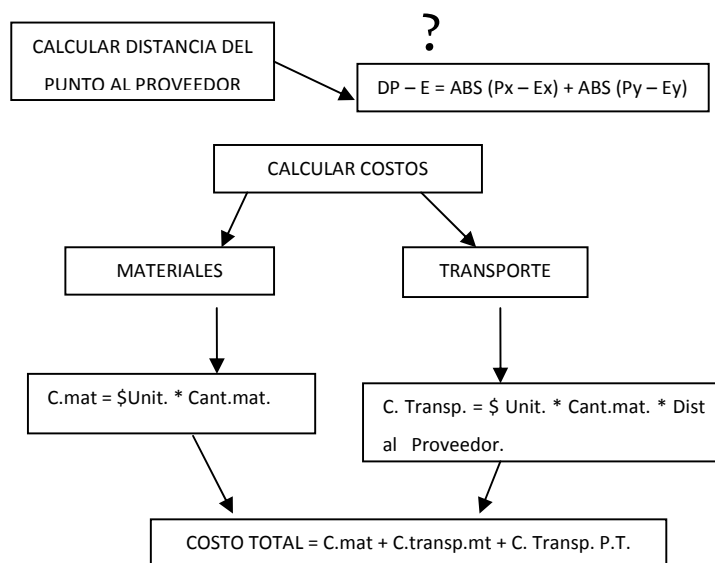 ?
CALCULAR DISTANCIA DEL
PUNTO AL PROVEEDOR
DP – E = ABS (Px – Ex) + ABS (Py – Ey)
CALCULAR COSTOS
MATERIALES
TRANSPORTE
C.mat = $Unit. * Cant.mat.
C. Transp. = $ Unit. * Cant.mat. * Dist
al Proveedor.
COSTO TOTAL = C.mat + C.transp.mt + C. Transp. P.T.